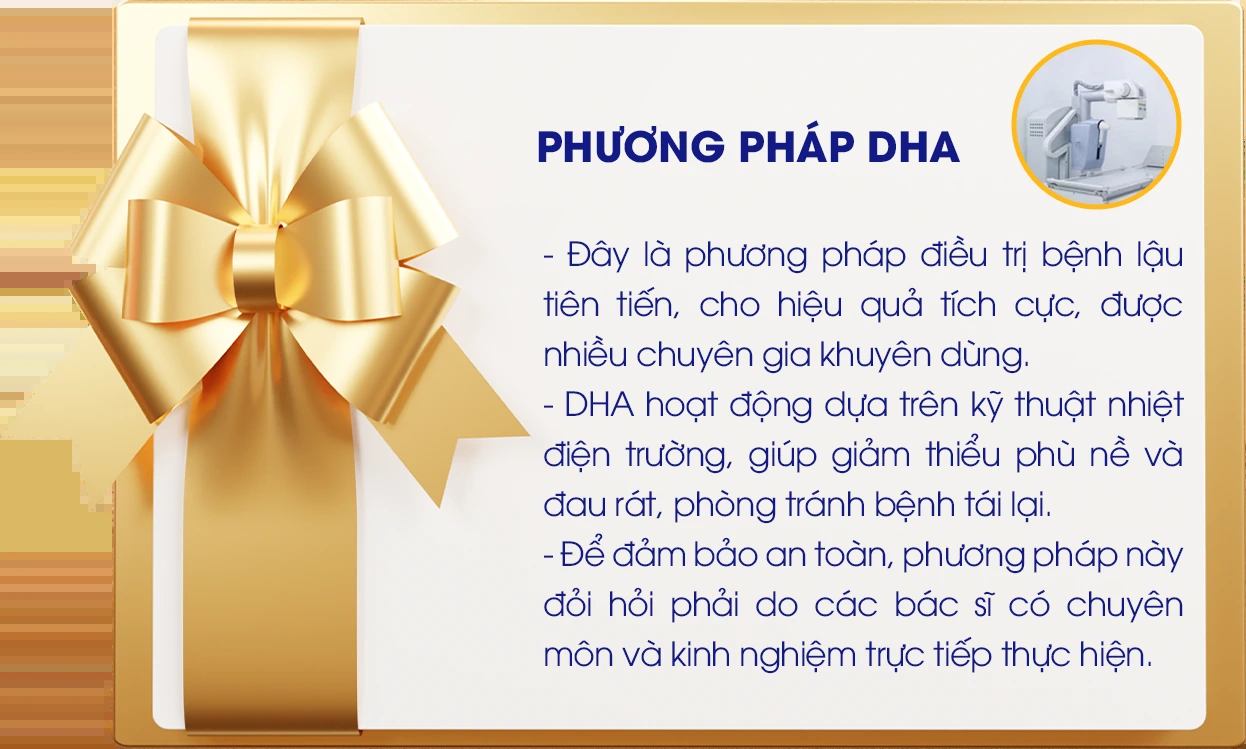 PHƯƠNG PHÁP DHA
- Đây là phương pháp điều trị bệnh lậu
tiên tiến, cho hiệu quả tích cực, được
nhiều chuyên gia khuyên dùng.
- DHA hoạt động dựa trên kỹ thuật nhiệt
điện trường, giúp giảm thiểu phù nề và
đau rát, phòng tránh bệnh tái lại.
- Để đảm bảo an toàn, phương pháp này
đỏi hỏi phải do các bác sĩ có chuyên
môn và kinh nghiệm trực tiếp thực hiện.